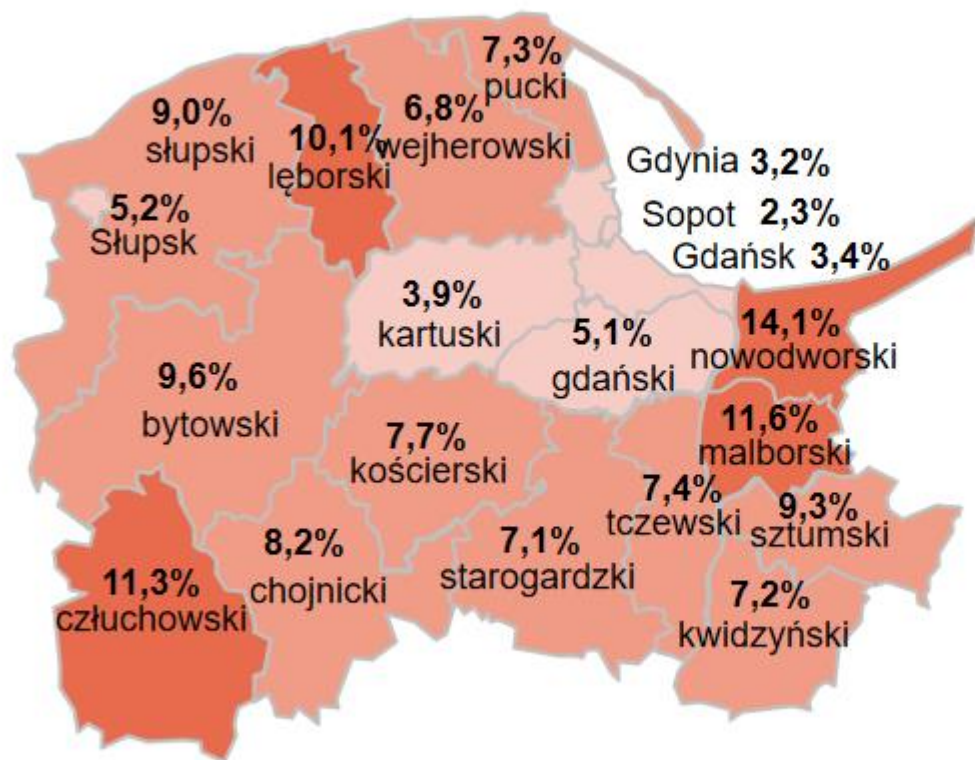 7,3%
pucki
9,0%
słupski
6,8%
wejherowski
10,1%
lęborski
Gdynia 3,2%
Sopot 2,3%
Gdańsk 3,4%
5,2%
Słupsk
3,9%
kartuski
5,1%
gdański
14,1%
nowodworski
9,6%
bytowski
7,7%
kościerski
11,6%
malborski
7,4%
tczewski
9,3%
sztumski
8,2%
chojnicki
7,1%
starogardzki
11,3%
człuchowski
7,2%
kwidzyński